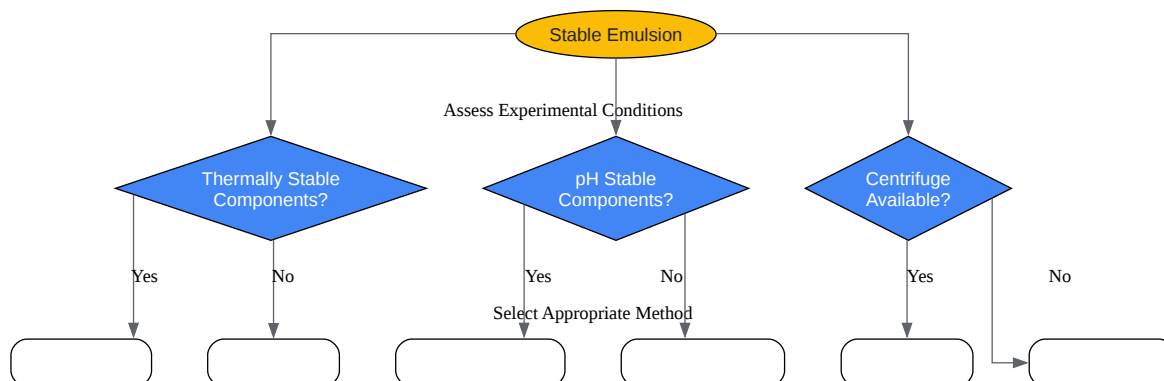 Stable Emulsion
Assess Experimental Conditions
Thermally Stable
Components?
pH Stable
Components?
Centrifuge
Available?
Yes
No
Yes
No
Yes
No
Select Appropriate Method